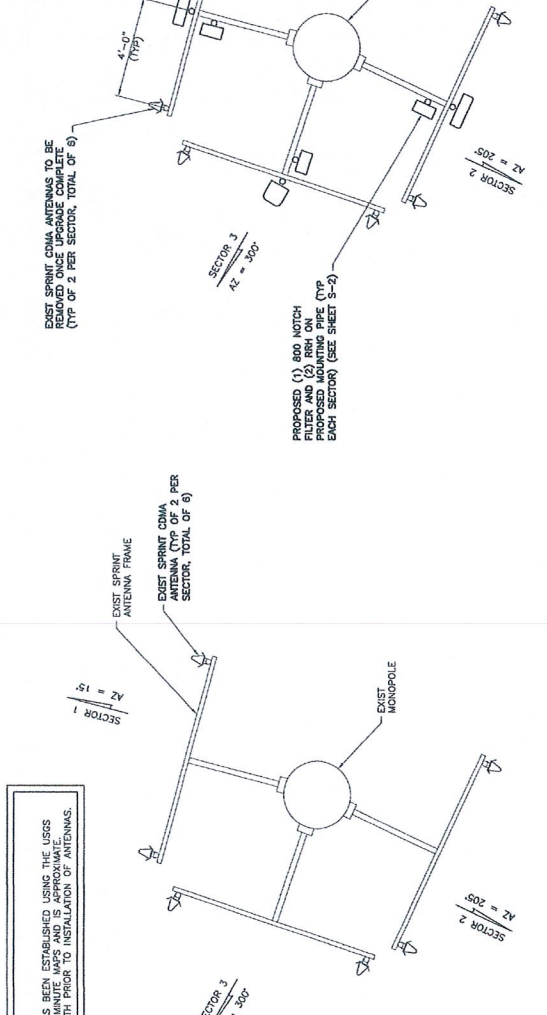 S BEEN ESTABLISHED USING THE USGS
MINUTE MAPS AND IS APPROXIMATE.
TH PRIOR TO INSTALLATION OF ANTENNAS.
SECTOR 1
AZ = 15°
EXIST SPRINT
ANTENNA FRAME
EXIST SPRINT CDMA
ANTENNA (TYP OF 2 PER
SECTOR, TOTAL OF 6)
EXIST
MONOPOLE
SECTOR 2
AZ = 205°
ECTOR 3
300°
EXIST SPRINT CDMA ANTENNAS TO BE
REMOVED ONCE UPGRADE COMPLETE
(TYP OF 2 PER SECTOR, TOTAL OF 6)
4'-0"
(TYP)
SECTOR 3
AZ = 300°
PROPOSED (1) 800 NOTCH
FILTER AND (2) RRH ON
PROPOSED MOUNTING PIPE (TYP
EACH SECTOR) (SEE SHEET S-2)
SECTOR 2
AZ = 205°